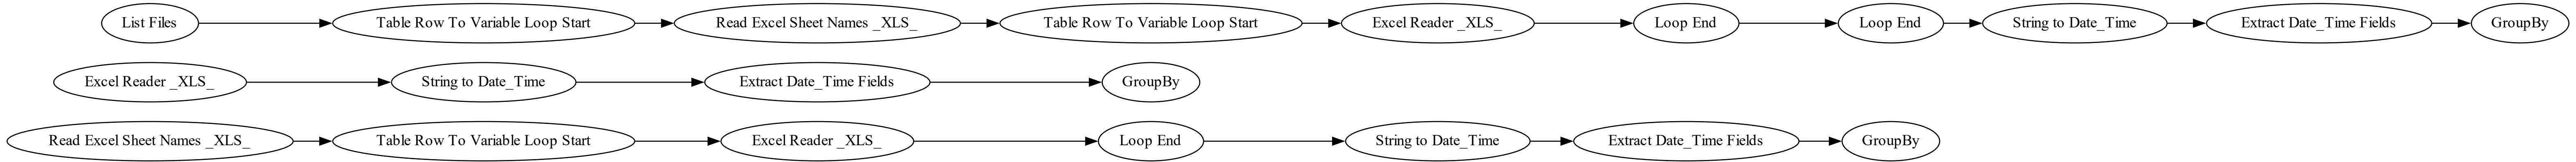 List Files
Table Row To Variable Loop Start
Read Excel Sheet Names _XLS_
Table Row To Variable Loop Start
Excel Reader _XLS_
Loop End
Loop End
String to Date_Time
Extract Date_Time Fields
GroupBy
Excel Reader _XLS_
String to Date_Time
Extract Date_Time Fields
GroupBy
Read Excel Sheet Names _XLS_
Table Row To Variable Loop Start
Excel Reader _XLS_
Loop End
String to Date_Time
Extract Date_Time Fields
GroupBy